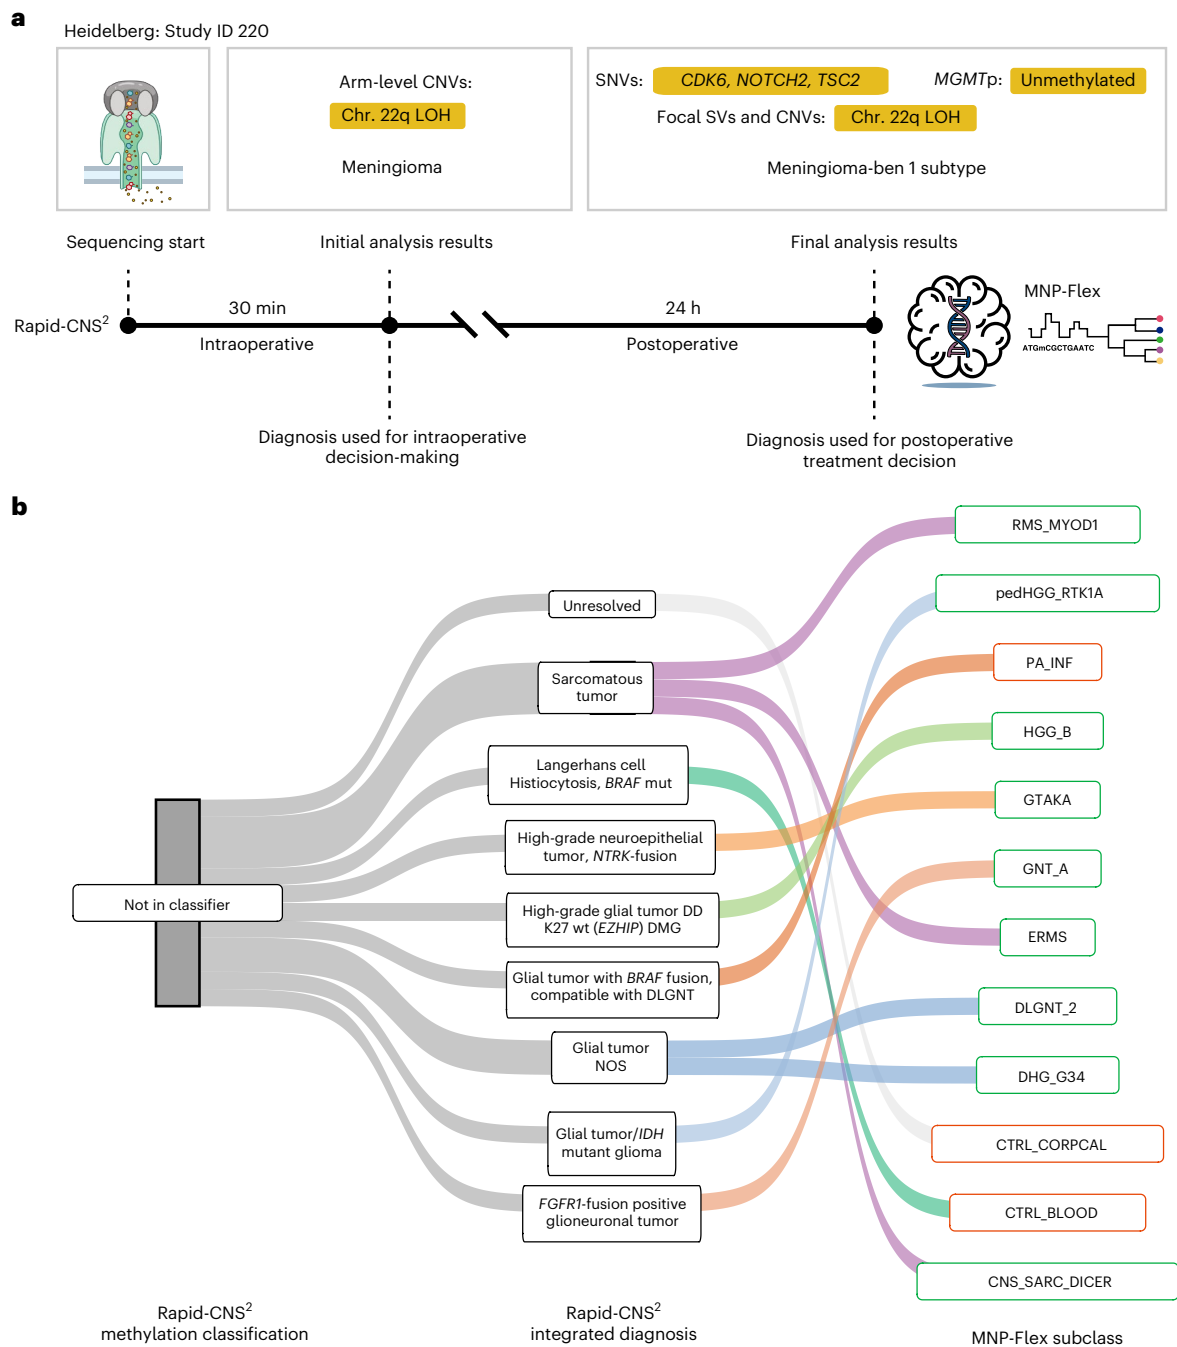 a
Heidelberg: Study ID 220
Arm-level CNVs:
Chr. 22q LOH
Meningioma
SNVs: CDK6, NOTCH2, TSC2 MGMTp: Unmethylated
Focal SVs and CNVs: Chr. 22q LOH
Meningioma-ben 1 subtype
Sequencing start
Initial analysis results
Final analysis results
Rapid-CNS2
30 min
Intraoperative
24 h
Postoperative
MNP-Flex
ATGmCGCTGAATC
Diagnosis used for intraoperative
decision-making
Diagnosis used for postoperative
treatment decision
b
Not in classifier
Unresolved
Sarcomatous
tumor
Langerhans cell
Histiocytosis, BRAF mut
High-grade neuroepithelial
tumor, NTRK-fusion
High-grade glial tumor DD
K27 wt (EZHIP) DMG
Glial tumor with BRAF fusion,
compatible with DLGNT
Glial tumor
NOS
Glial tumor/IDH
mutant glioma
FGFR1-fusion positive
glioneuronal tumor
RMS_MYOD1
pedHGG_RTK1A
PA_INF
HGG_B
GTAKA
GNT_A
ERMS
DLGNT_2
DHG_G34
CTRL_CORPCAL
CTRL_BLOOD
CNS_SARC_DICER
Rapid-CNS2
methylation classification
Rapid-CNS2
integrated diagnosis
MNP-Flex subclass